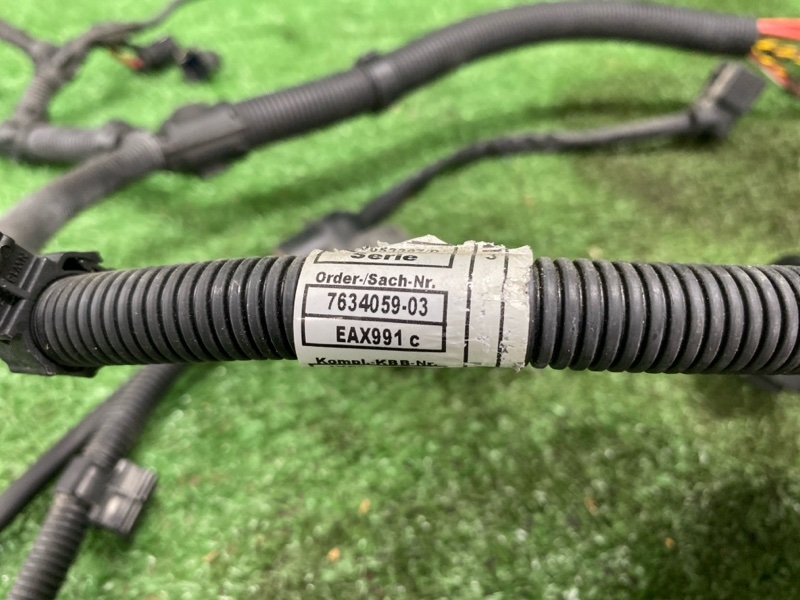 Serie
Order-/Sach-Nr.
7634059-03
EAX991 c
Kompl.-KBB-Nr.